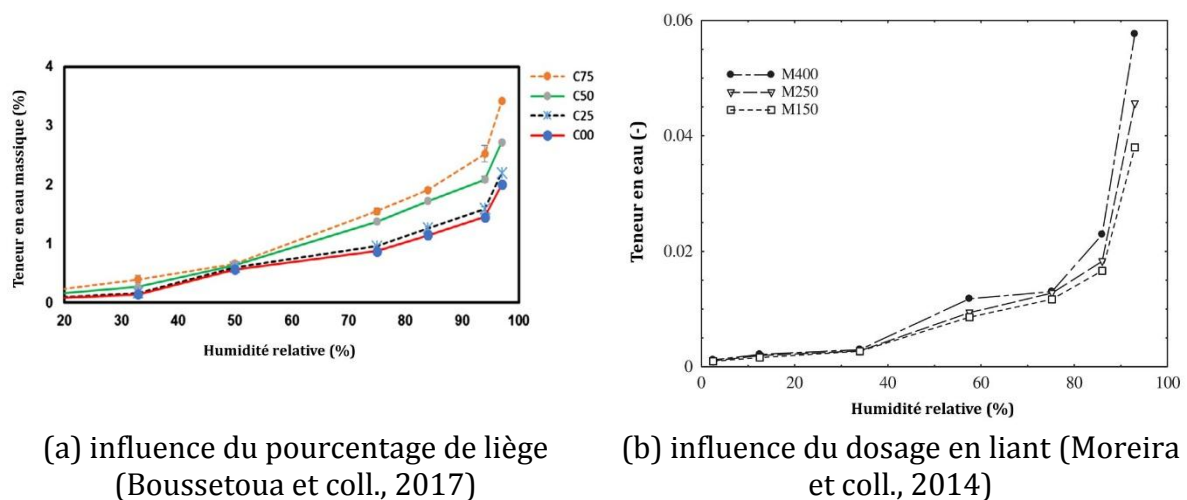 4
3
2
1
0
Teneur en eau massique (%)
20 30 40 50 60 70 80 90 100
Humidité relative (%)
C75
C50
C25
C00
(a) influence du pourcentage de liège
(Boussetoua et coll., 2017)
0.06
0.04
0.02
0
Teneur en eau (-)
M400
M250
M150
0 20 40 60 80 100
Humidité relative (%)
(b) influence du dosage en liant (Moreira
et coll., 2014)